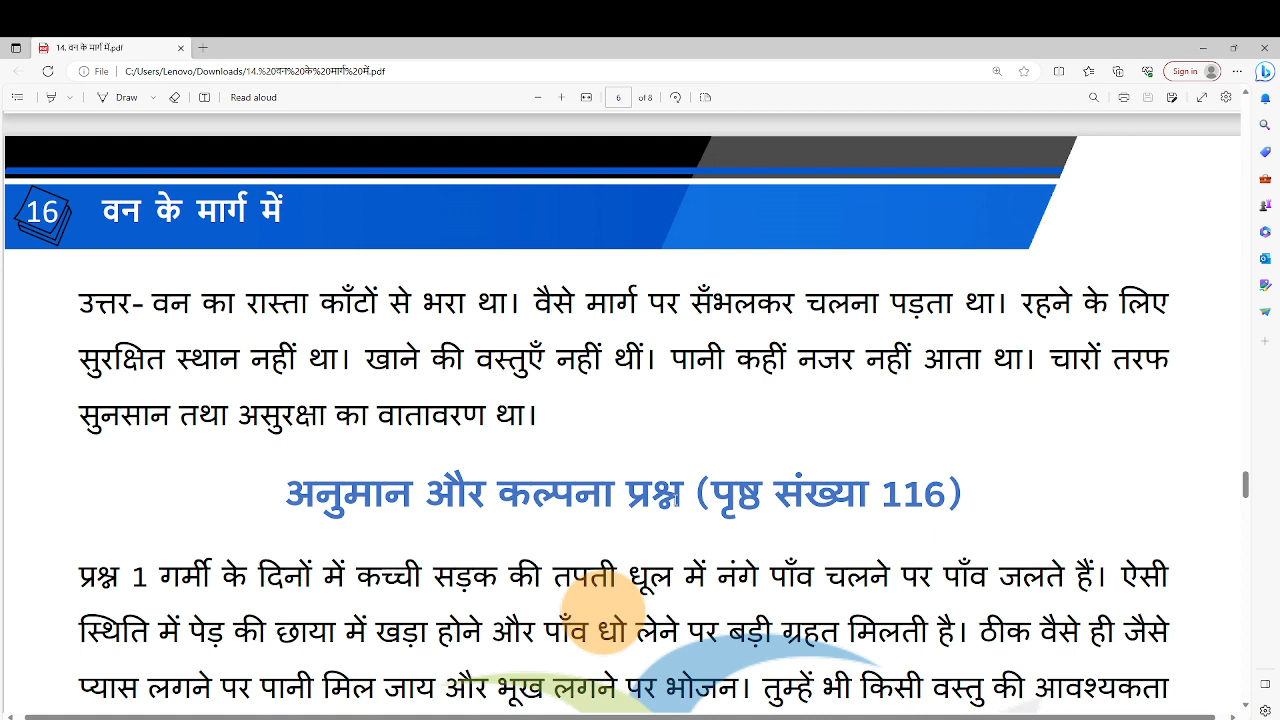 14. वन के मार्ग में.pdf
File C:/Users/Lenovo/Downloads/14.%20वन%20के%20मार्ग%20में.pdf Sign in
Draw Read aloud 6 of 8
16 वन के मार्ग में
उत्तर- वन का रास्ता काँटों से भरा था। वैसे मार्ग पर सँभलकर चलना पड़ता था। रहने के लिए
सुरक्षित स्थान नहीं था। खाने की वस्तुएँ नहीं थीं। पानी कहीं नजर नहीं आता था। चारों तरफ
सुनसान तथा असुरक्षा का वातावरण था।
अनुमान और कल्पना प्रश्न (पृष्ठ संख्या 116)
प्रश्न 1 गर्मी के दिनों में कच्ची सड़क की तपती धूल में नंगे पाँव चलने पर पाँव जलते हैं। ऐसी
स्थिति में पेड़ की छाया में खड़ा होने और पाँव धो लेने पर बड़ी ग्रहत मिलती है। ठीक वैसे ही जैसे
प्यास लगने पर पानी मिल जाय और भूख लगने पर भोजन। तुम्हें भी किसी वस्तु की आवश्यकता